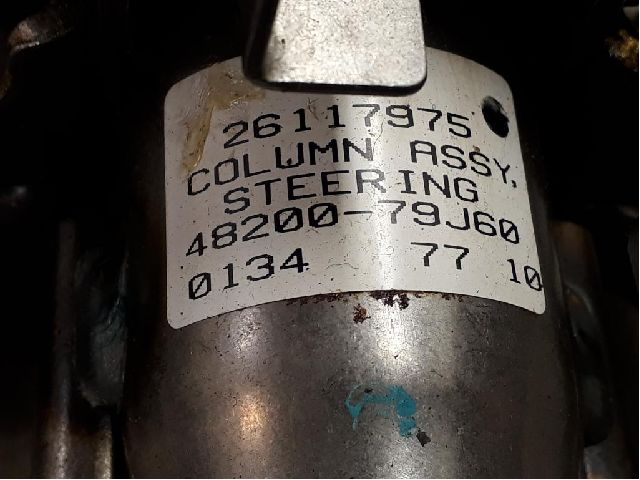 26117975
COLUMN ASSY,
STEERING
48200-79J60
0134 77 10